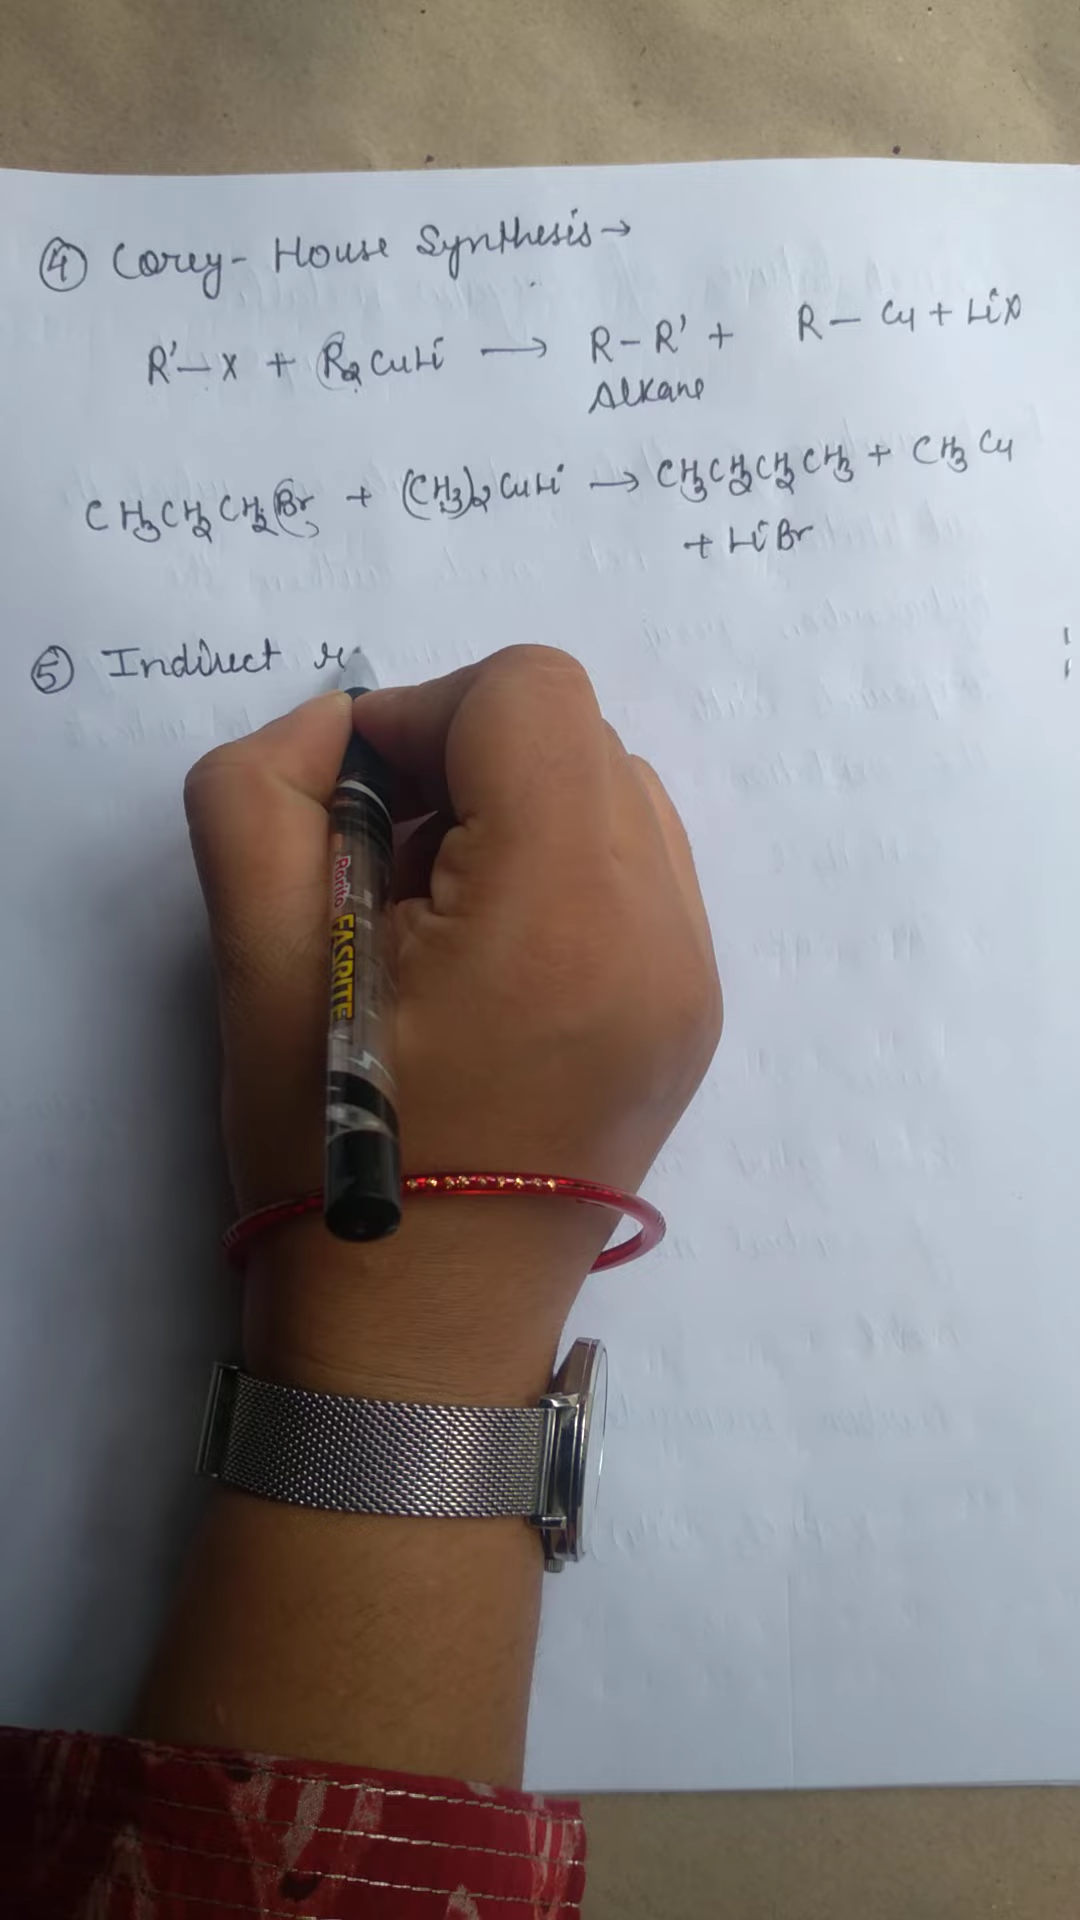 ④ Corey-House Synthesis→
R'-X + R₂CuLi ⟶ R-R' + R-Cu + LiX
Alkane
CH₃CH₂CH₂Br + (CH₃)₂CuLi → CH₃CH₂CH₂CH₃ + CH₃Cu
+ LiBr
⑤ Indirect
Rorito FASRITE